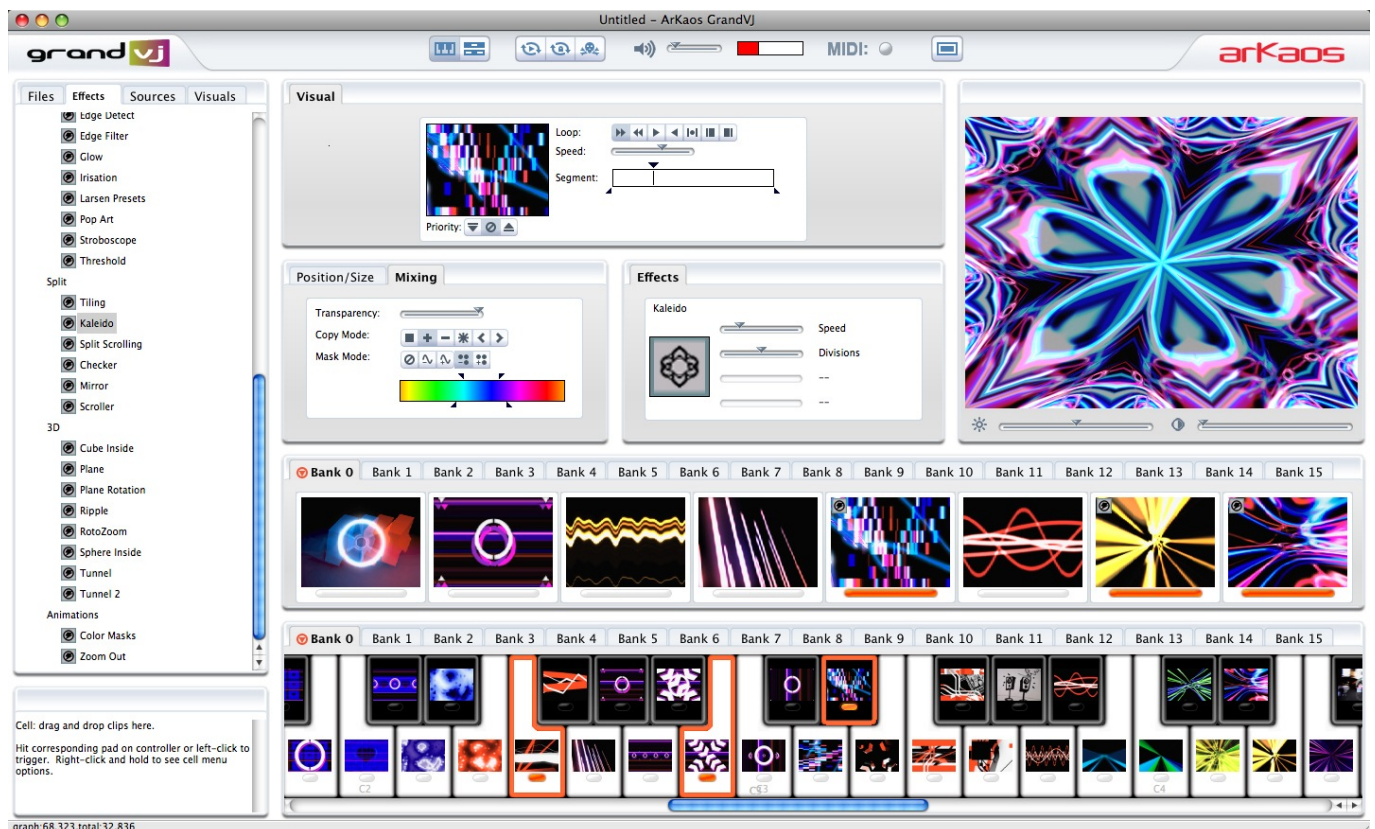 Untitled – ArKaos GrandVJ
grand vj
MIDI:
arKaos
Files Effects Sources Visuals
Edge Detect
Edge Filter
Glow
Irisation
Larsen Presets
Pop Art
Stroboscope
Threshold
Split
Tiling
Kaleido
Split Scrolling
Checker
Mirror
Scroller
3D
Cube Inside
Plane
Plane Rotation
Ripple
RotoZoom
Sphere Inside
Tunnel
Tunnel 2
Animations
Color Masks
Zoom Out
Cell: drag and drop clips here.
Hit corresponding pad on controller or left-click to
trigger. Right-click and hold to see cell menu
options.
Visual
Loop:
Speed:
Segment:
Priority:
Position/Size Mixing
Transparency:
Copy Mode:
Mask Mode:
Effects
Kaleido
Speed
Divisions
--
--
Bank 0 Bank 1 Bank 2 Bank 3 Bank 4 Bank 5 Bank 6 Bank 7 Bank 8 Bank 9 Bank 10 Bank 11 Bank 12 Bank 13 Bank 14 Bank 15
Bank 0 Bank 1 Bank 2 Bank 3 Bank 4 Bank 5 Bank 6 Bank 7 Bank 8 Bank 9 Bank 10 Bank 11 Bank 12 Bank 13 Bank 14 Bank 15
C2 C3 C4
graph:68.323 total:32.836